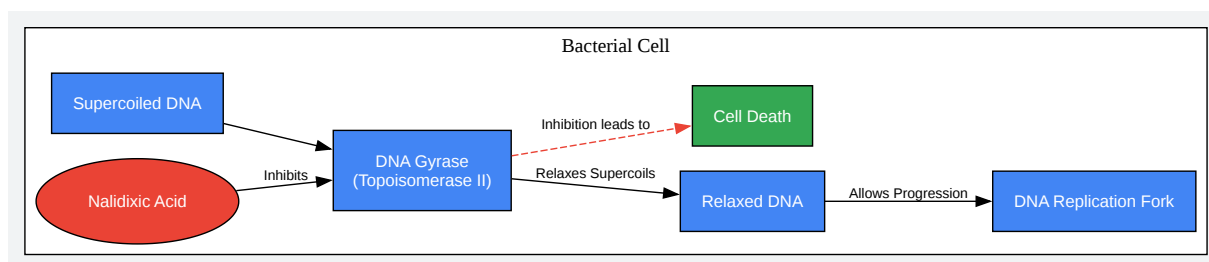 Bacterial Cell
Supercoiled DNA
Nalidixic Acid
Inhibits
DNA Gyrase
(Topoisomerase II)
Inhibition leads to
Cell Death
Relaxes Supercoils
Relaxed DNA
Allows Progression
DNA Replication Fork